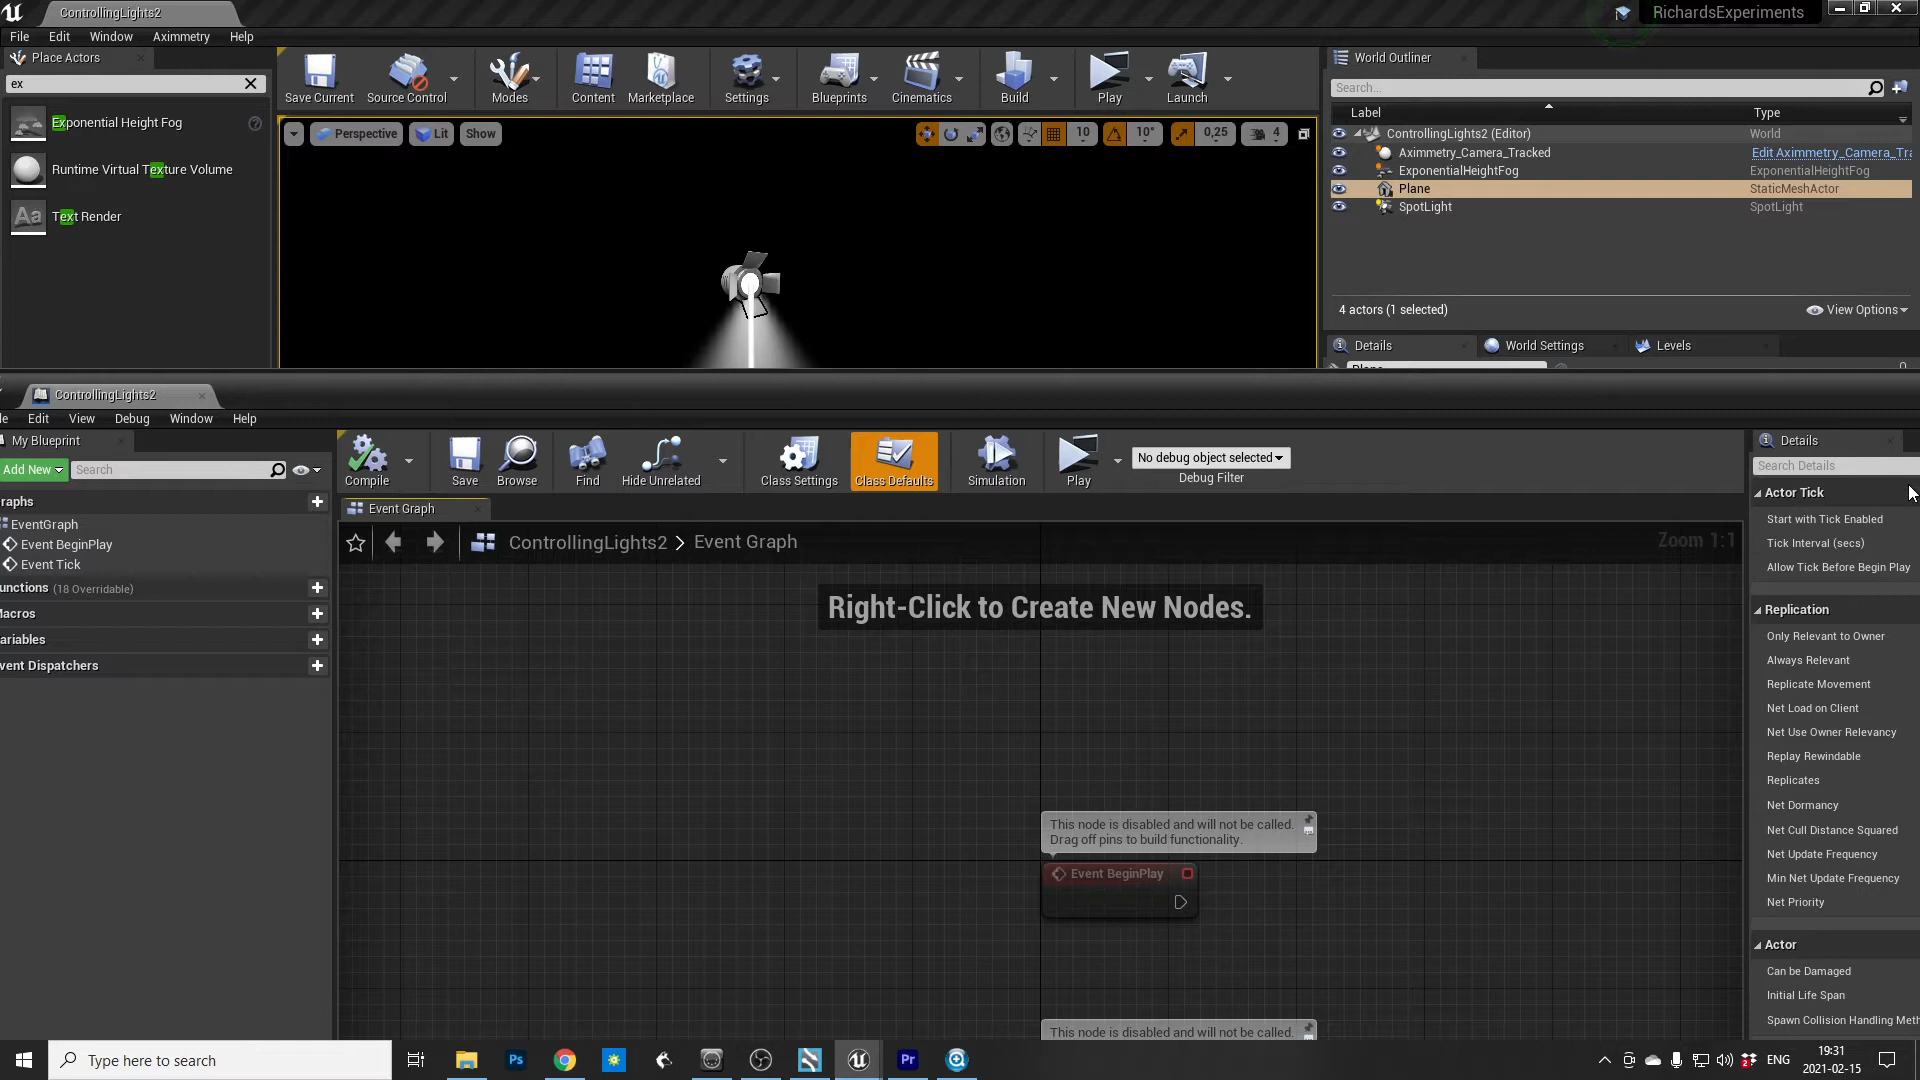 ControllingLights2
RichardsExperiments
File Edit Window Aximmetry Help
Place Actors
ex
Exponential Height Fog
Runtime Virtual Texture Volume
Aa Text Render
Save Current Source Control Modes Content Marketplace Settings Blueprints Cinematics Build Play Launch
Perspective Lit Show 10 10° 0,25 4
World Outliner
Search...
Label Type
ControllingLights2 (Editor) World
Aximmetry_Camera_Tracked Edit Aximmetry_Camera_Tr
ExponentialHeightFog ExponentialHeightFog
Plane StaticMeshActor
SpotLight SpotLight
4 actors (1 selected) View Options
Details World Settings Levels
ControllingLights2
le Edit View Debug Window Help
My Blueprint
Add New Search
raphs
EventGraph
Event BeginPlay
Event Tick
unctions (18 Overridable)
Macros
ariables
vent Dispatchers
Compile Save Browse Find Hide Unrelated Class Settings Class Defaults Simulation Play
No debug object selected
Debug Filter
Event Graph
ControllingLights2 > Event Graph Zoom 1:1
Right-Click to Create New Nodes.
This node is disabled and will not be called.
Drag off pins to build functionality.
Event BeginPlay
This node is disabled and will not be called.
Details
Search Details
Actor Tick
Start with Tick Enabled
Tick Interval (secs)
Allow Tick Before Begin Play
Replication
Only Relevant to Owner
Always Relevant
Replicate Movement
Net Load on Client
Net Use Owner Relevancy
Replay Rewindable
Replicates
Net Dormancy
Net Cull Distance Squared
Net Update Frequency
Min Net Update Frequency
Net Priority
Actor
Can be Damaged
Initial Life Span
Spawn Collision Handling Meth
Type here to search
Ps Pr
ENG
19:31
2021-02-15